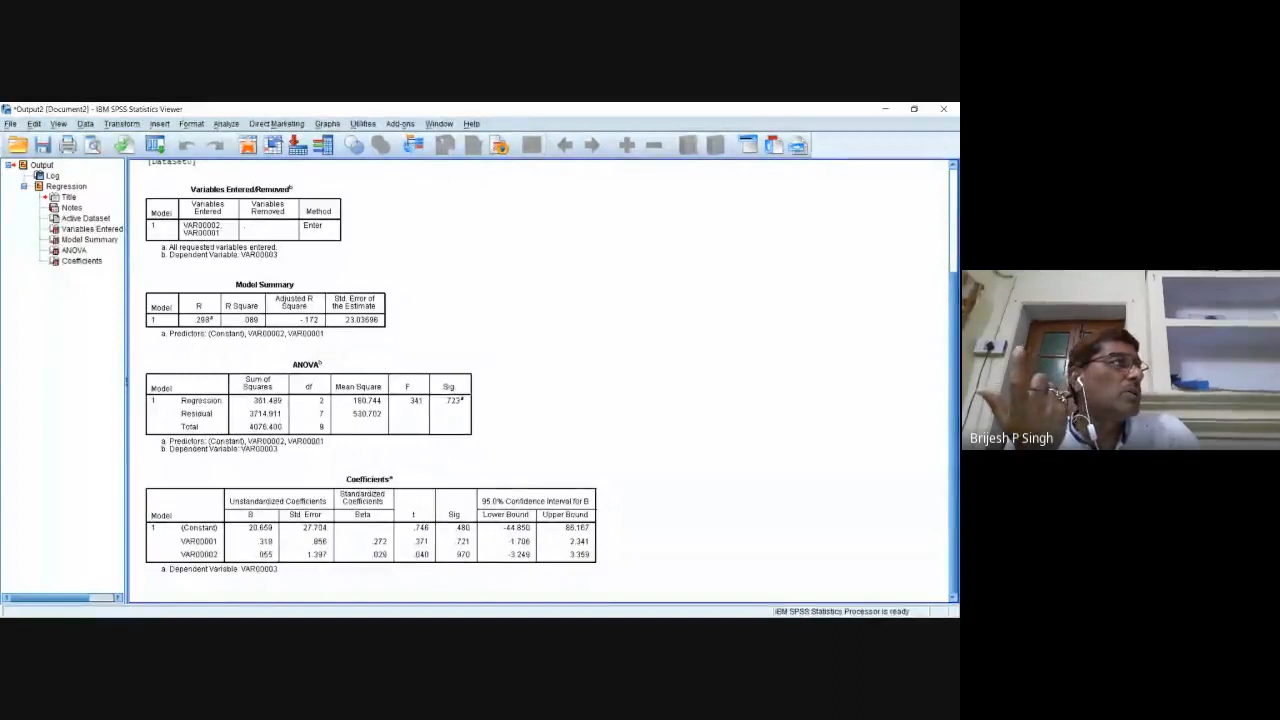 *Output2 [Document2] - IBM SPSS Statistics Viewer
File Edit View Data Transform Insert Format Analyze Direct Marketing Graphs Utilities Add-ons Window Help
Output
Log
Regression
Title
Notes
Active Dataset
Variables Entered
Model Summary
ANOVA
Coefficients
[DataSet0]
Variables Entered/Removedb
Model Variables Entered Variables Removed Method
1 VAR00002, VAR00001 . Enter
a. All requested variables entered.
b. Dependent Variable: VAR00003
Model Summary
Model R R Square Adjusted R Square Std. Error of the Estimate
1 .298a .089 -.172 23.03696
a. Predictors: (Constant), VAR00002, VAR00001
ANOVAb
Model Sum of Squares df Mean Square F Sig.
1 Regression 361.489 2 180.744 .341 .723a
Residual 3714.911 7 530.702
Total 4076.400 9
a. Predictors: (Constant), VAR00002, VAR00001
b. Dependent Variable: VAR00003
Coefficientsa
Model Unstandardized Coefficients Standardized Coefficients t Sig. 95.0% Confidence Interval for B
B Std. Error Beta Lower Bound Upper Bound
1 (Constant) 20.659 27.704 .746 .480 -44.850 86.167
VAR00001 .318 .856 .272 .371 .721 -1.706 2.341
VAR00002 .055 1.397 .029 .040 .970 -3.249 3.359
a. Dependent Variable: VAR00003
IBM SPSS Statistics Processor is ready
Brijesh P Singh